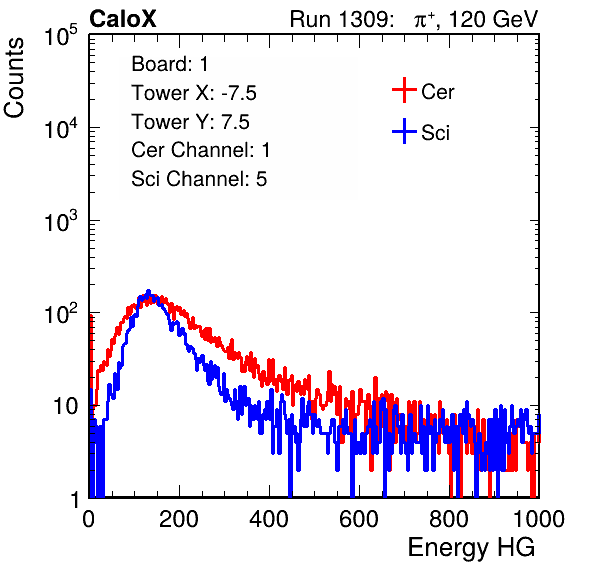 CaloX Run 1309: π⁺, 120 GeV
Counts
10⁵
10⁴
10³
10²
10
1
Board: 1
Tower X: -7.5
Tower Y: 7.5
Cer Channel: 1
Sci Channel: 5
Cer
Sci
0 200 400 600 800 1000
Energy HG